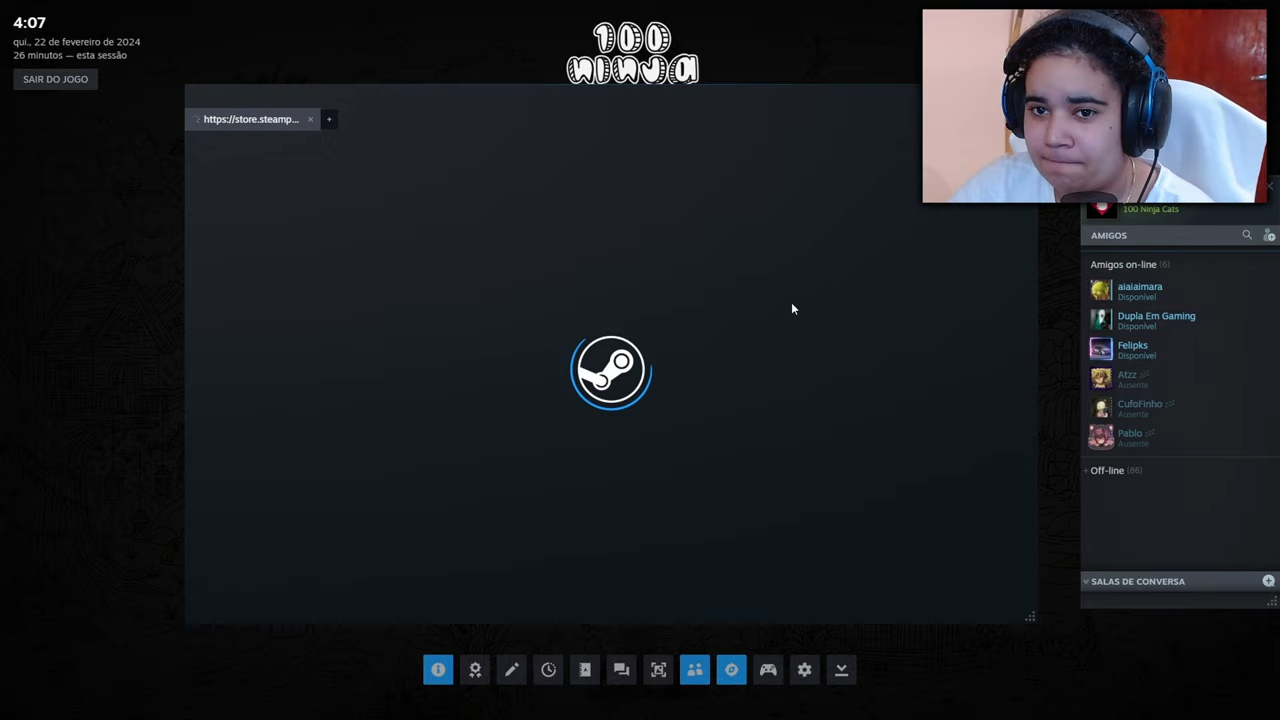 4:07
qui., 22 de fevereiro de 2024
26 minutos — esta sessão
SAIR DO JOGO
100
NINJA
https://store.steamp...
100 Ninja Cats
AMIGOS
Amigos on-line (6)
aiaiaimara
Disponível
Dupla Em Gaming
Disponível
Felipks
Disponível
Atzz
Ausente
CufoFinho
Ausente
Pablo
Ausente
Off-line (86)
SALAS DE CONVERSA